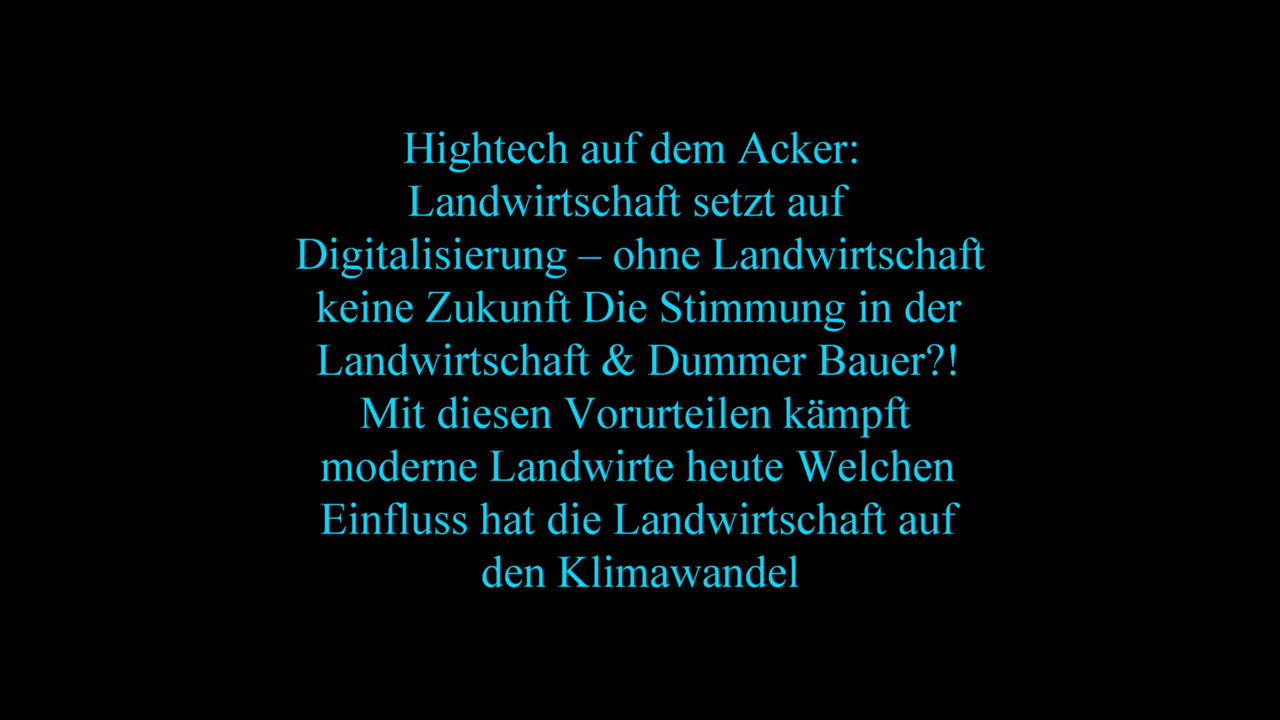 Hightech auf dem Acker:
Landwirtschaft setzt auf
Digitalisierung – ohne Landwirtschaft
keine Zukunft Die Stimmung in der
Landwirtschaft & Dummer Bauer?!
Mit diesen Vorurteilen kämpft
moderne Landwirte heute Welchen
Einfluss hat die Landwirtschaft auf
den Klimawandel